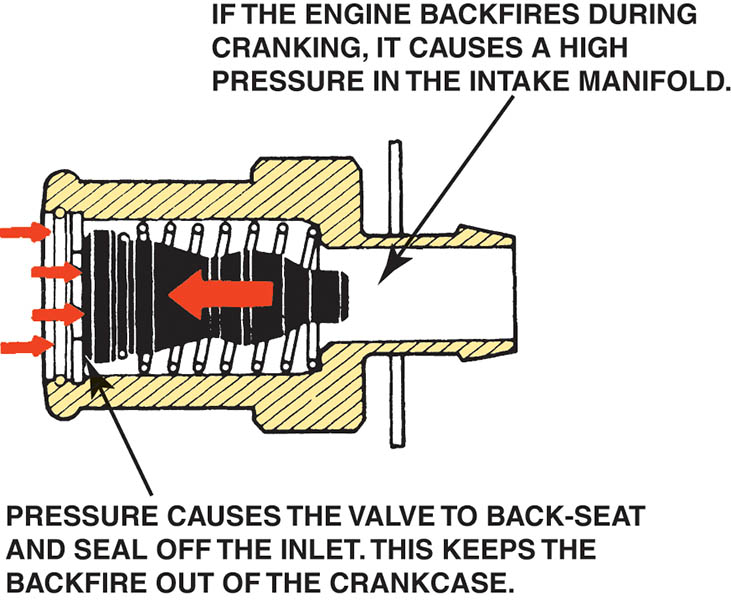 IF THE ENGINE BACKFIRES DURING
CRANKING, IT CAUSES A HIGH
PRESSURE IN THE INTAKE MANIFOLD.
PRESSURE CAUSES THE VALVE TO BACK-SEAT
AND SEAL OFF THE INLET. THIS KEEPS THE
BACKFIRE OUT OF THE CRANKCASE.